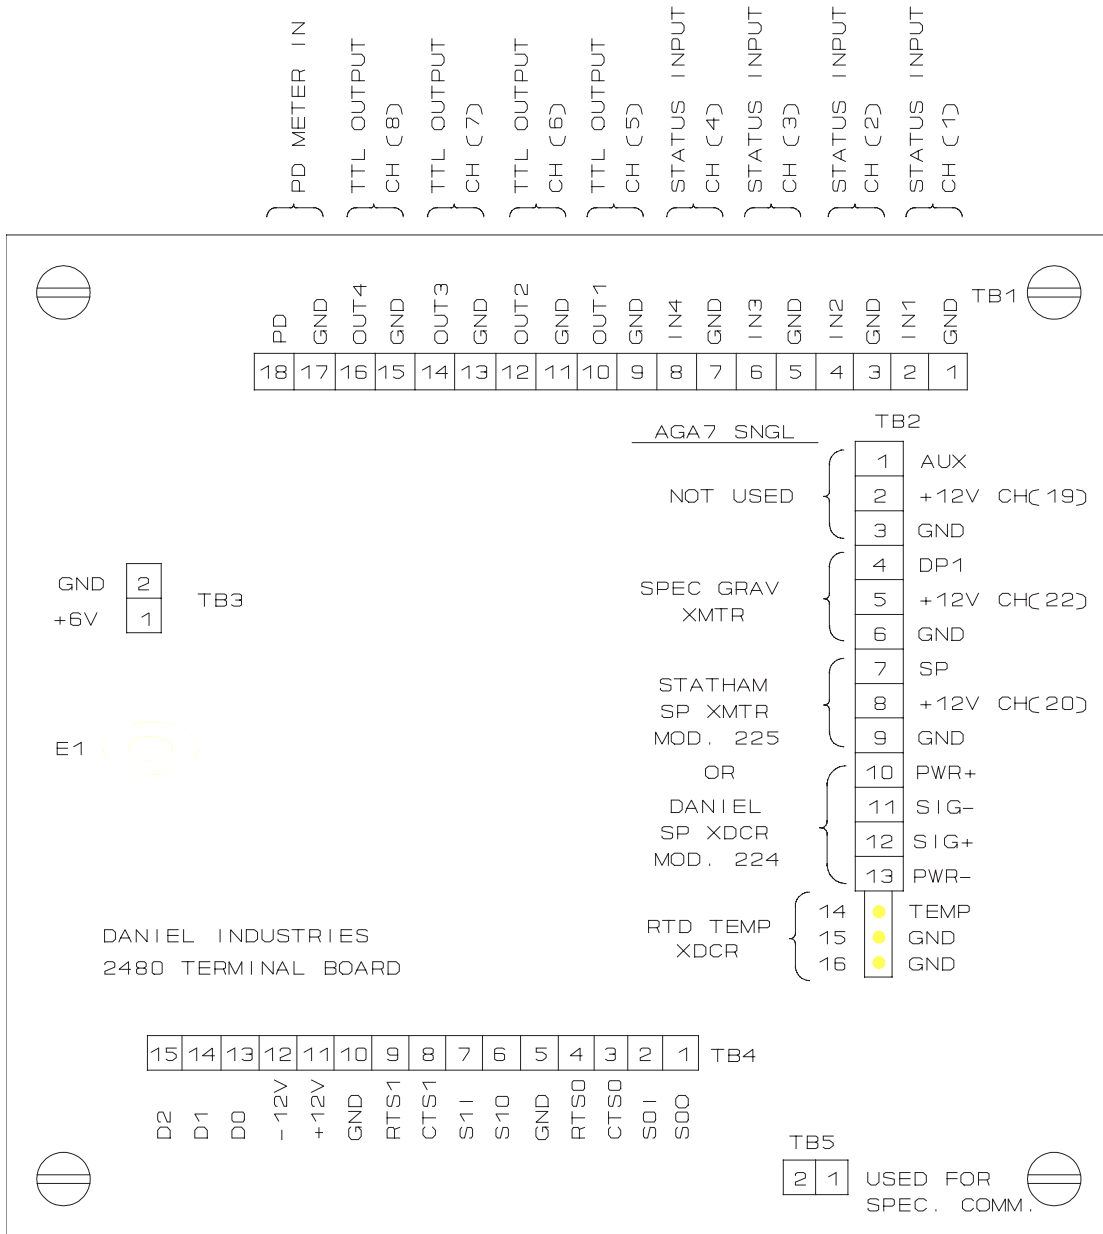 PD METER IN
TTL OUTPUT
CH (8)
TTL OUTPUT
CH (7)
TTL OUTPUT
CH (6)
TTL OUTPUT
CH (5)
STATUS INPUT
CH (4)
STATUS INPUT
CH (3)
STATUS INPUT
CH (2)
STATUS INPUT
CH (1)
PD
GND
OUT4
GND
OUT3
GND
OUT2
GND
OUT1
GND
IN4
GND
IN3
GND
IN2
GND
IN1
GND
TB1
18 17 16 15 14 13 12 11 10 9 8 7 6 5 4 3 2 1
AGA7 SNGL
TB2
1 AUX
NOT USED 2 +12V CH(19)
3 GND
4 DP1
SPEC GRAV
XMTR
5 +12V CH(22)
6 GND
7 SP
STATHAM
SP XMTR
MOD. 225
8 +12V CH(20)
9 GND
OR
10 PWR+
DANIEL
SP XDCR
MOD. 224
11 SIG-
12 SIG+
13 PWR-
RTD TEMP
XDCR
14 TEMP
15 GND
16 GND
GND 2
+6V 1
TB3
E1
DANIEL INDUSTRIES
2480 TERMINAL BOARD
15 14 13 12 11 10 9 8 7 6 5 4 3 2 1 TB4
D2
D1
D0
-12V
+12V
GND
RTS1
CTS1
S1I
S10
GND
RTS0
CTS0
S0I
S00
TB5
2 1
USED FOR
SPEC. COMM.